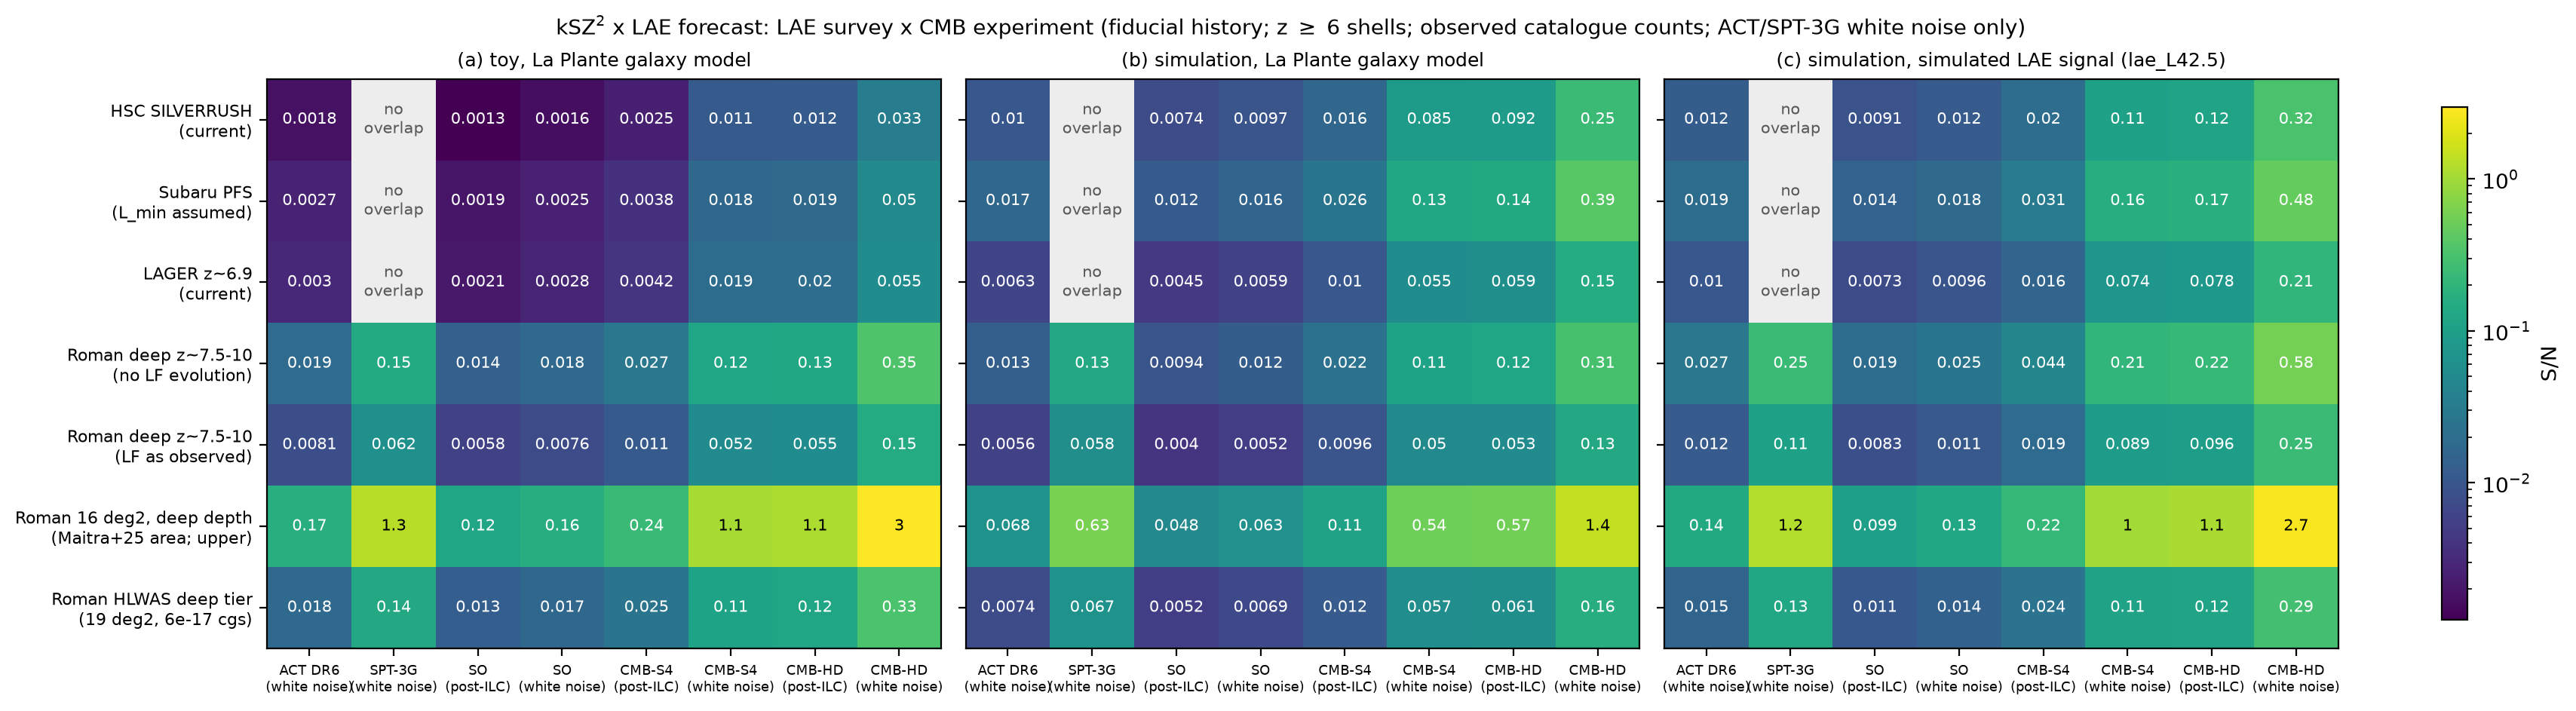 kSZ² x LAE forecast: LAE survey x CMB experiment (fiducial history; z ≥ 6 shells; observed catalogue counts; ACT/SPT-3G white noise only)
(a) toy, La Plante galaxy model
HSC SILVERRUSH
(current)
Subaru PFS
(L_min assumed)
LAGER z~6.9
(current)
Roman deep z~7.5-10
(no LF evolution)
Roman deep z~7.5-10
(LF as observed)
Roman 16 deg2, deep depth
(Maitra+25 area; upper)
Roman HLWAS deep tier
(19 deg2, 6e-17 cgs)
0.0018 no overlap 0.0013 0.0016 0.0025 0.011 0.012 0.033
0.0027 no overlap 0.0019 0.0025 0.0038 0.018 0.019 0.05
0.003 no overlap 0.0021 0.0028 0.0042 0.019 0.02 0.055
0.019 0.15 0.014 0.018 0.027 0.12 0.13 0.35
0.0081 0.062 0.0058 0.0076 0.011 0.052 0.055 0.15
0.17 1.3 0.12 0.16 0.24 1.1 1.1 3
0.018 0.14 0.013 0.017 0.025 0.11 0.12 0.33
ACT DR6 SPT-3G SO SO CMB-S4 CMB-S4 CMB-HD CMB-HD
(white noise) (white noise) (post-ILC) (white noise) (post-ILC) (white noise) (post-ILC) (white noise)
(b) simulation, La Plante galaxy model
0.01 no overlap 0.0074 0.0097 0.016 0.085 0.092 0.25
0.017 no overlap 0.012 0.016 0.026 0.13 0.14 0.39
0.0063 no overlap 0.0045 0.0059 0.01 0.055 0.059 0.15
0.013 0.13 0.0094 0.012 0.022 0.11 0.12 0.31
0.0056 0.058 0.004 0.0052 0.0096 0.05 0.053 0.13
0.068 0.63 0.048 0.063 0.11 0.54 0.57 1.4
0.0074 0.067 0.0052 0.0069 0.012 0.057 0.061 0.16
ACT DR6 SPT-3G SO SO CMB-S4 CMB-S4 CMB-HD CMB-HD
(white noise) (white noise) (post-ILC) (white noise) (post-ILC) (white noise) (post-ILC) (white noise)
(c) simulation, simulated LAE signal (lae_L42.5)
0.012 no overlap 0.0091 0.012 0.02 0.11 0.12 0.32
0.019 no overlap 0.014 0.018 0.031 0.16 0.17 0.48
0.01 no overlap 0.0073 0.0096 0.016 0.074 0.078 0.21
0.027 0.25 0.019 0.025 0.044 0.21 0.22 0.58
0.012 0.11 0.0083 0.011 0.019 0.089 0.096 0.25
0.14 1.2 0.099 0.13 0.22 1 1.1 2.7
0.015 0.13 0.011 0.014 0.024 0.11 0.12 0.29
ACT DR6 SPT-3G SO SO CMB-S4 CMB-S4 CMB-HD CMB-HD
(white noise) (white noise) (post-ILC) (white noise) (post-ILC) (white noise) (post-ILC) (white noise)
10⁰
10⁻¹
10⁻²
S/N